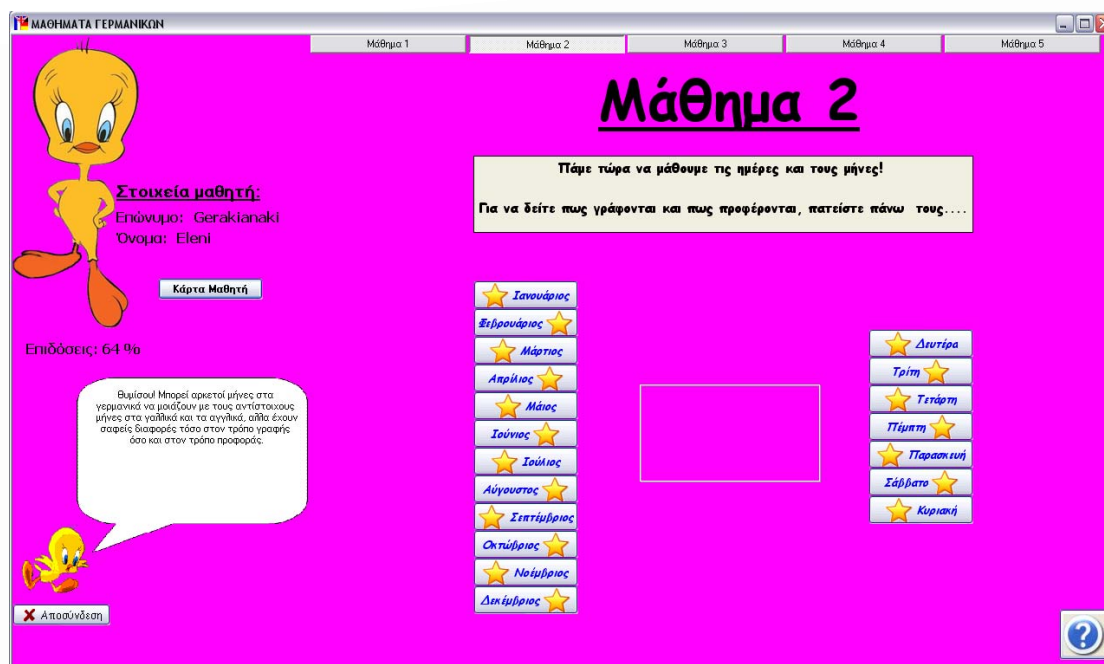 ΜΑΘΗΜΑΤΑ ΓΕΡΜΑΝΙΚΩΝ
Μάθημα 1
Μάθημα 2
Μάθημα 3
Μάθημα 4
Μάθημα 5
Μάθημα 2
Πάμε τώρα να μάθουμε τις ημέρες και τους μήνες!
Για να δείτε πως γράφονται και πως προφέρονται, πατείστε πάνω τους....
Στοιχεία μαθητή:
Επώνυμο: Gerakianaki
Όνομα: Eleni
Κάρτα Μαθητή
Επιδόσεις: 64 %
Θυμίσου! Μπορεί αρκετοί μήνες στα
γερμανικά να μοιάζουν με τους αντίστοιχους
μήνες στα γαλλικά και τα αγγλικά, αλλα έχουν
σαφείς διαφορές τόσο στον τρόπο γραφής
όσο και στον τρόπο προφοράς.
Αποσύνδεση
Ιανουάριος
Φεβρουάριος
Μάρτιος
Απρίλιος
Μάιος
Ιούνιος
Ιούλιος
Αύγουστος
Σεπτέμβριος
Οκτώβριος
Νοέμβριος
Δεκέμβριος
Δευτέρα
Τρίτη
Τετάρτη
Πέμπτη
Παρασκευή
Σάββατο
Κυριακή